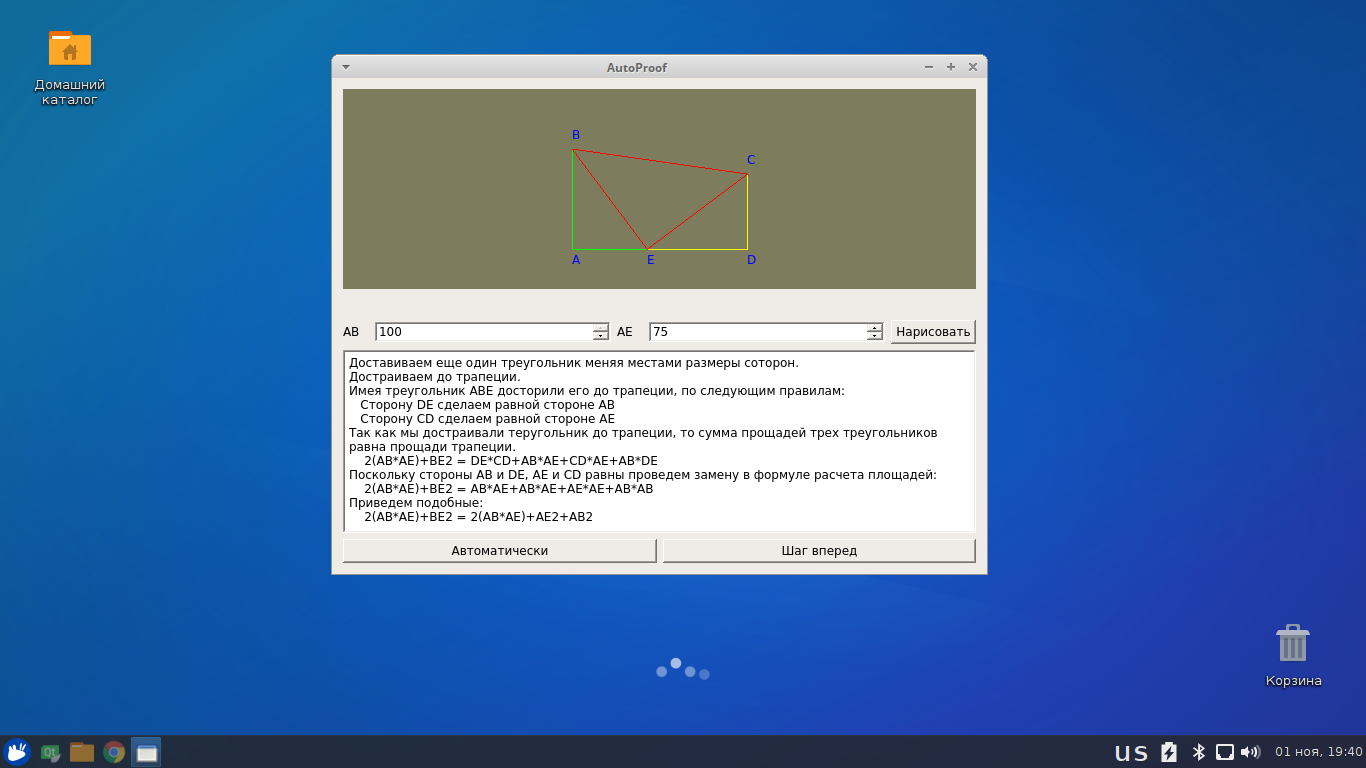 Домашний
каталог
AutoProof
B
C
A
E
D
AB
100
AE
75
Нарисовать
Доставиваем еще один треугольник меняя местами размеры соторон.
Достраиваем до трапеции.
Имея треугольник ABE досторили его до трапеции, по следующим правилам:
Сторону DE сделаем равной стороне AB
Сторону CD сделаем равной стороне AE
Так как мы достраивали теругольник до трапеции, то сумма прощадей трех треугольников
равна прощади трапеции.
2(AB*AE)+BE2 = DE*CD+AB*AE+CD*AE+AB*DE
Поскольку стороны AB и DE, AE и CD равны проведем замену в формуле расчета площадей:
2(AB*AE)+BE2 = AB*AE+AB*AE+AE*AE+AB*AB
Приведем подобные:
2(AB*AE)+BE2 = 2(AB*AE)+AE2+AB2
Автоматически
Шаг вперед
Корзина
Qt
us
01 ноя, 19:40